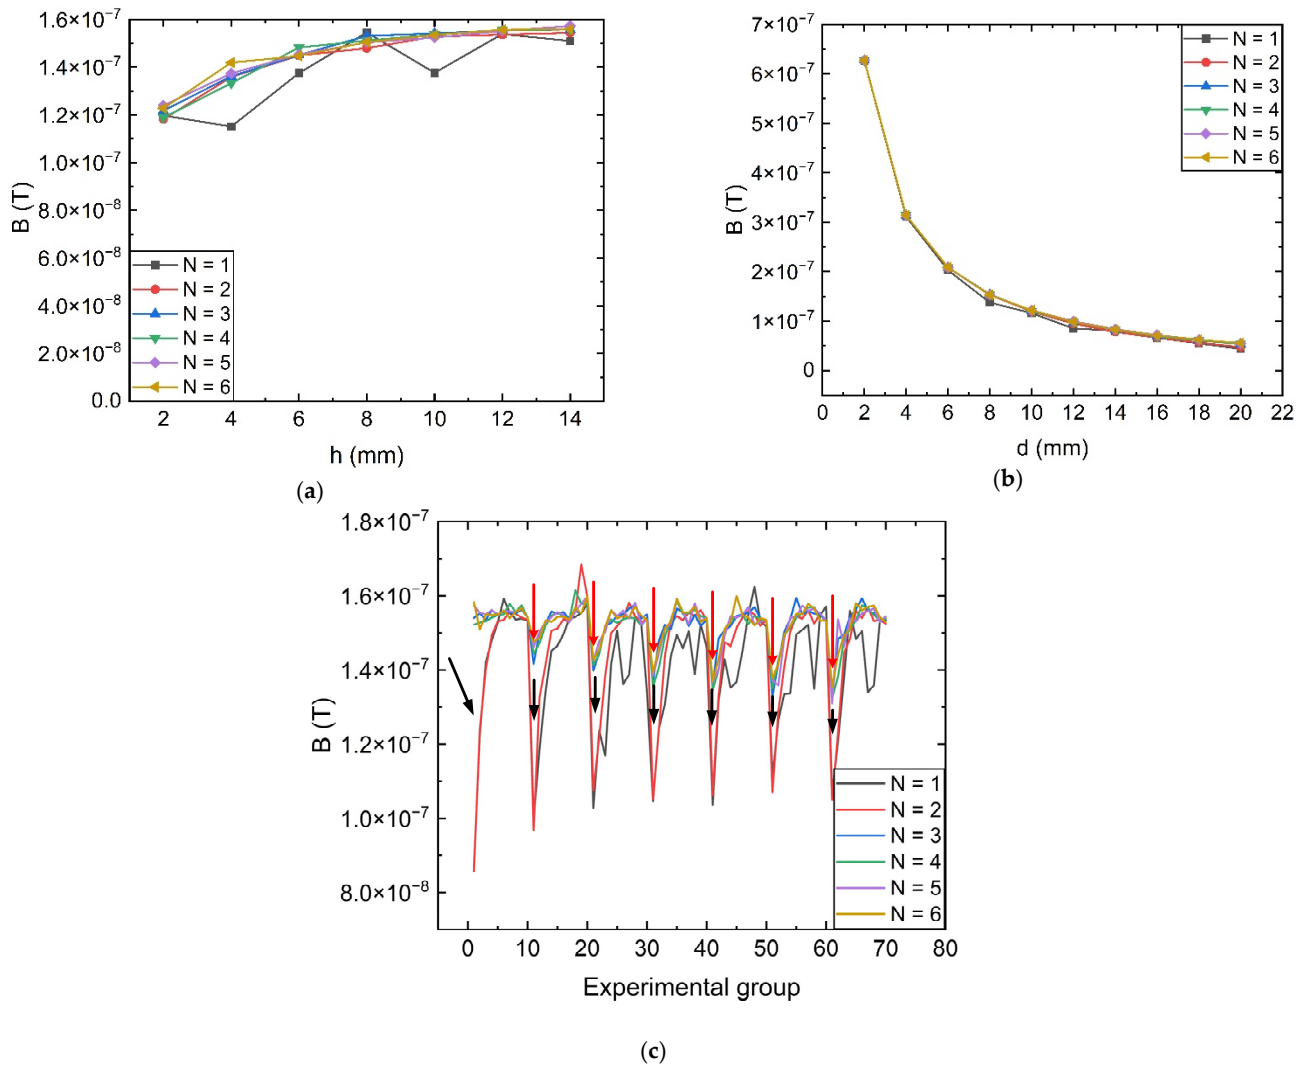 1.6×10⁻⁷
1.4×10⁻⁷
1.2×10⁻⁷
1.0×10⁻⁷
8.0×10⁻⁸
6.0×10⁻⁸
4.0×10⁻⁸
2.0×10⁻⁸
0.0
B (T)
N = 1
N = 2
N = 3
N = 4
N = 5
N = 6
2 4 6 8 10 12 14
h (mm)
(a)
7×10⁻⁷
6×10⁻⁷
5×10⁻⁷
4×10⁻⁷
3×10⁻⁷
2×10⁻⁷
1×10⁻⁷
0
B (T)
N = 1
N = 2
N = 3
N = 4
N = 5
N = 6
0 2 4 6 8 10 12 14 16 18 20 22
d (mm)
(b)
1.8×10⁻⁷
1.6×10⁻⁷
1.4×10⁻⁷
1.2×10⁻⁷
1.0×10⁻⁷
8.0×10⁻⁸
B (T)
N = 1
N = 2
N = 3
N = 4
N = 5
N = 6
0 10 20 30 40 50 60 70 80
Experimental group
(c)